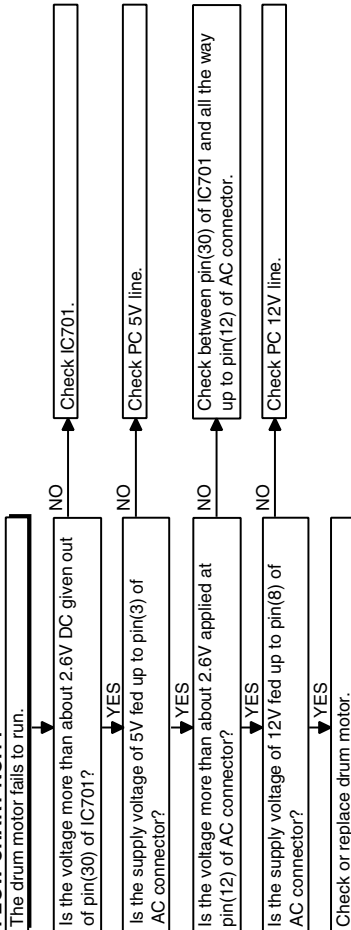 The drum motor fails to run.
Is the voltage more than about 2.6V DC given out
of pin(30) of IC701?
NO
Check IC701.
YES
Is the supply voltage of 5V fed up to pin(3) of
AC connector?
NO
Check PC 5V line.
YES
Is the voltage more than about 2.6V applied at
pin(12) of AC connector?
NO
Check between pin(30) of IC701 and all the way
up to pin(12) of AC connector.
YES
Is the supply voltage of 12V fed up to pin(8) of
AC connector?
NO
Check PC 12V line.
YES
Check or replace drum motor.